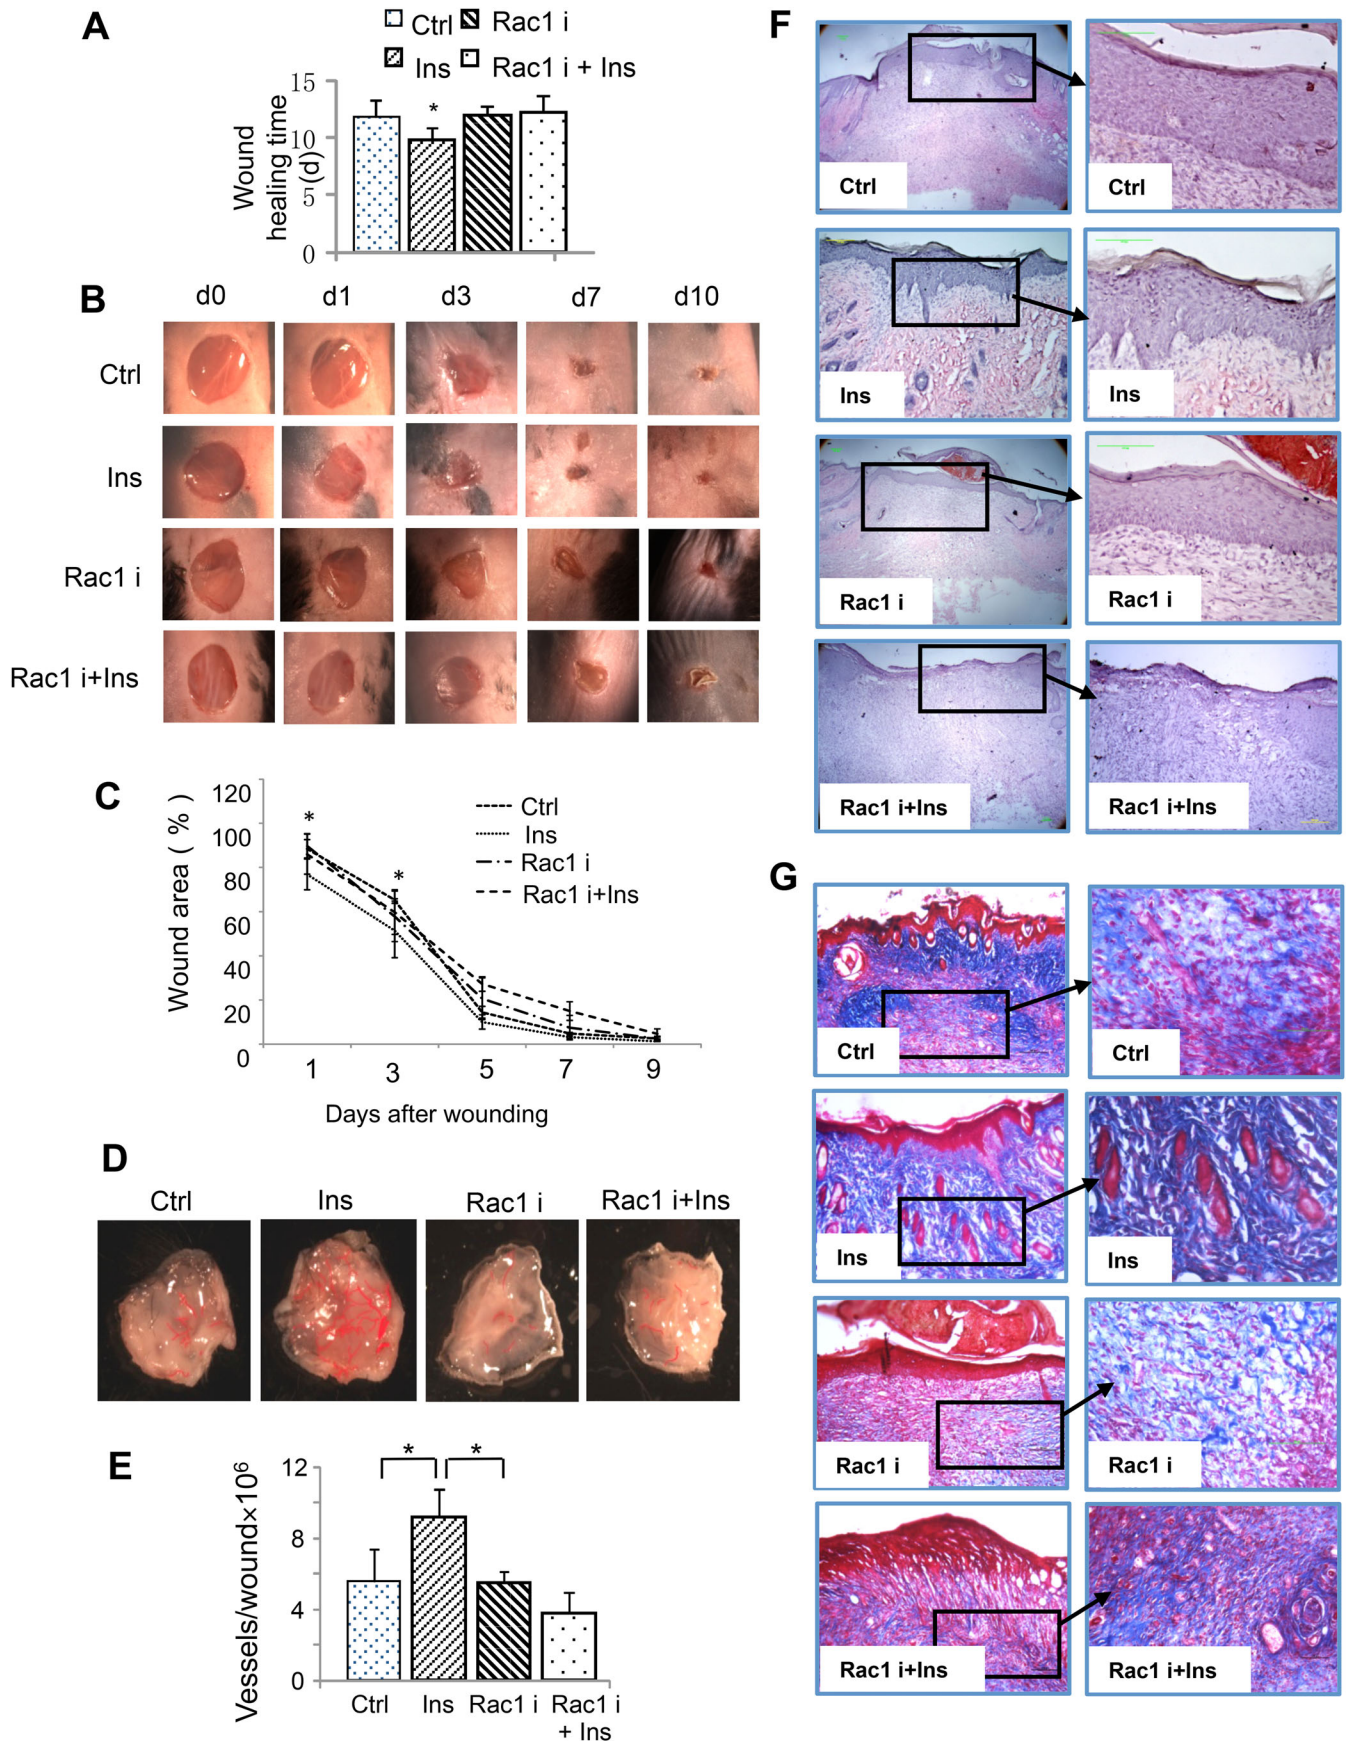 A
Ctrl
Rac1 i
Ins
Rac1 i + Ins
Wound
healing time
(d)
15
10
5
0
*
B
d0 d1 d3 d7 d10
Ctrl
Ins
Rac1 i
Rac1 i+Ins
C
Wound area ( % )
120
100
80
60
40
20
0
*
*
Ctrl
Ins
Rac1 i
Rac1 i+Ins
1 3 5 7 9
Days after wounding
D
Ctrl Ins Rac1 i Rac1 i+Ins
E
Vessels/wound×10⁶
12
8
4
0
* *
Ctrl Ins Rac1 i Rac1 i
+ Ins
F
Ctrl Ctrl
Ins Ins
Rac1 i Rac1 i
Rac1 i+Ins Rac1 i+Ins
G
Ctrl Ctrl
Ins Ins
Rac1 i Rac1 i
Rac1 i+Ins Rac1 i+Ins